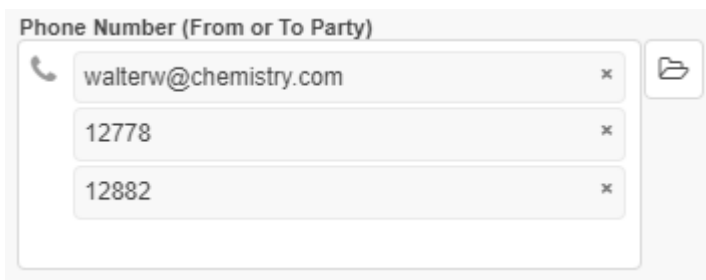 Phone Number (From or To Party)
walterw@chemistry.com ×
12778 ×
12882 ×